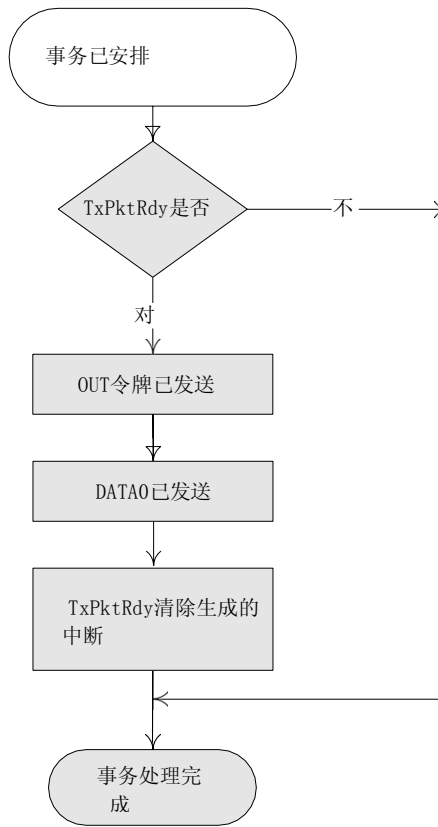 事务已安排
TxPktRdy是否
不
对
OUT令牌已发送
DATA0已发送
TxPktRdy清除生成的
中断
事务处理完
成